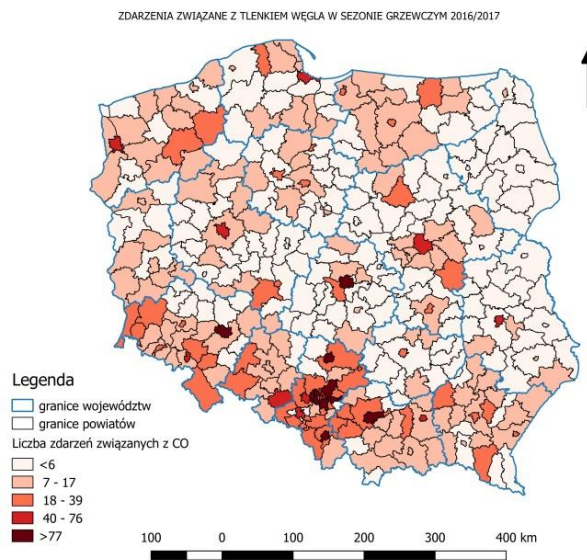 ZDARZENIA ZWIĄZANE Z TLENKIEM WĘGLA W SEZONIE GRZEWCZYM 2016/2017
Legenda
granice województw
granice powiatów
Liczba zdarzeń związanych z CO
<6
7 - 17
18 - 39
40 - 76
>77
100 0 100 200 300 400 km